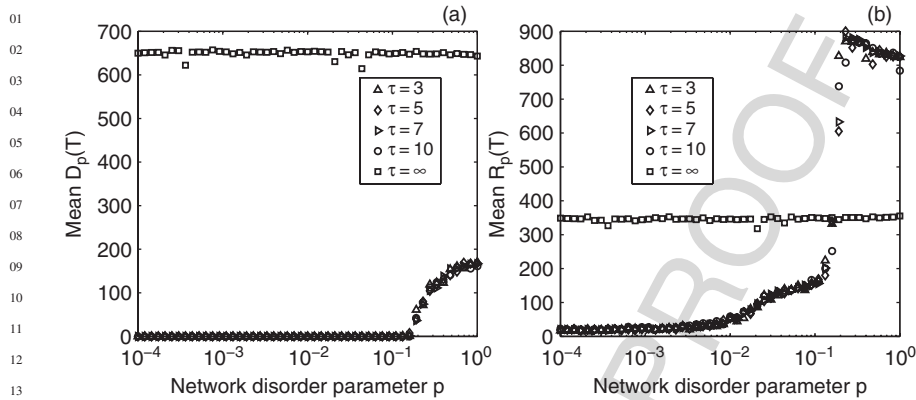 01
02
03
04
05
06
07
08
09
10
11
12
13
(a)
700
600
500
400
300
200
100
0
Mean D_p(T)
τ = 3
τ = 5
τ = 7
τ = 10
τ = ∞
10^-4 10^-3 10^-2 10^-1 10^0
Network disorder parameter p
(b)
900
800
700
600
500
400
300
200
100
0
Mean R_p(T)
τ = 3
τ = 5
τ = 7
τ = 10
τ = ∞
10^-4 10^-3 10^-2 10^-1 10^0
Network disorder parameter p
PROOF